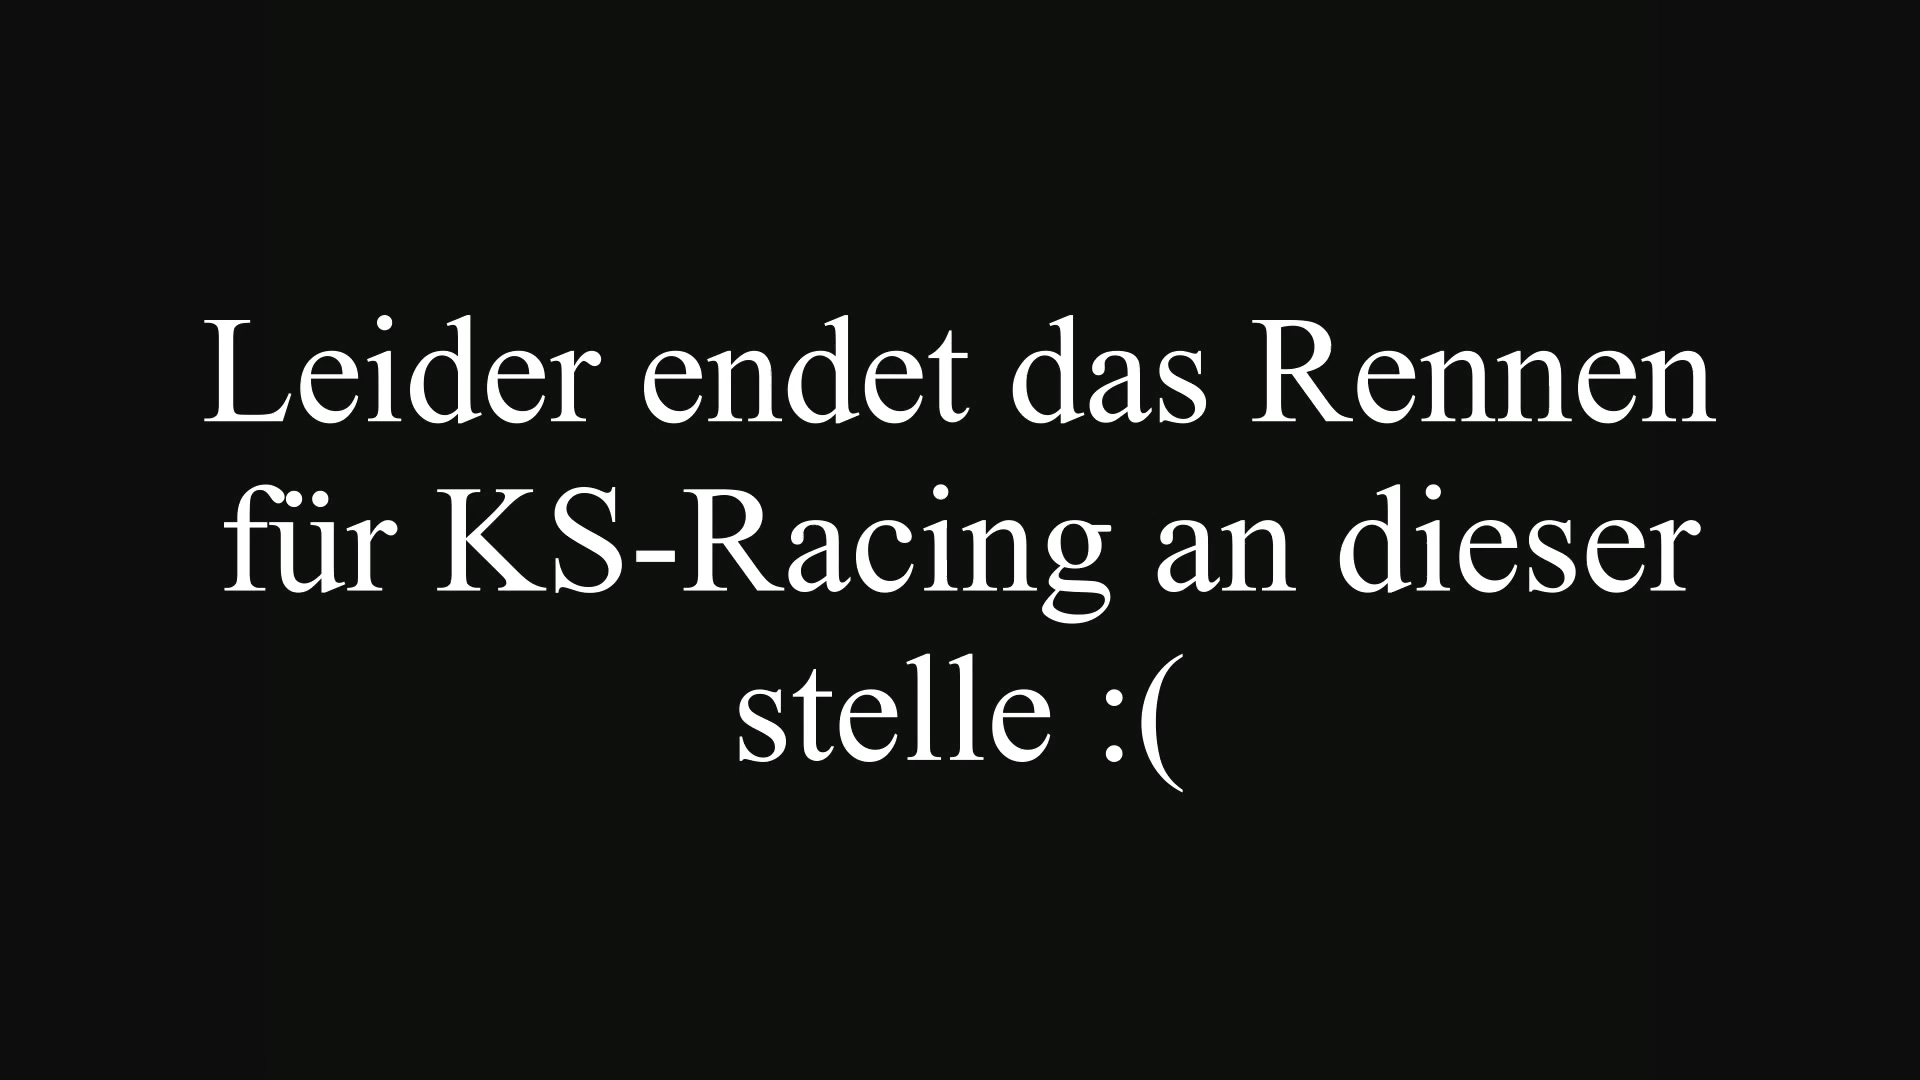 Leider endet das Rennen
für KS-Racing an dieser
stelle :(